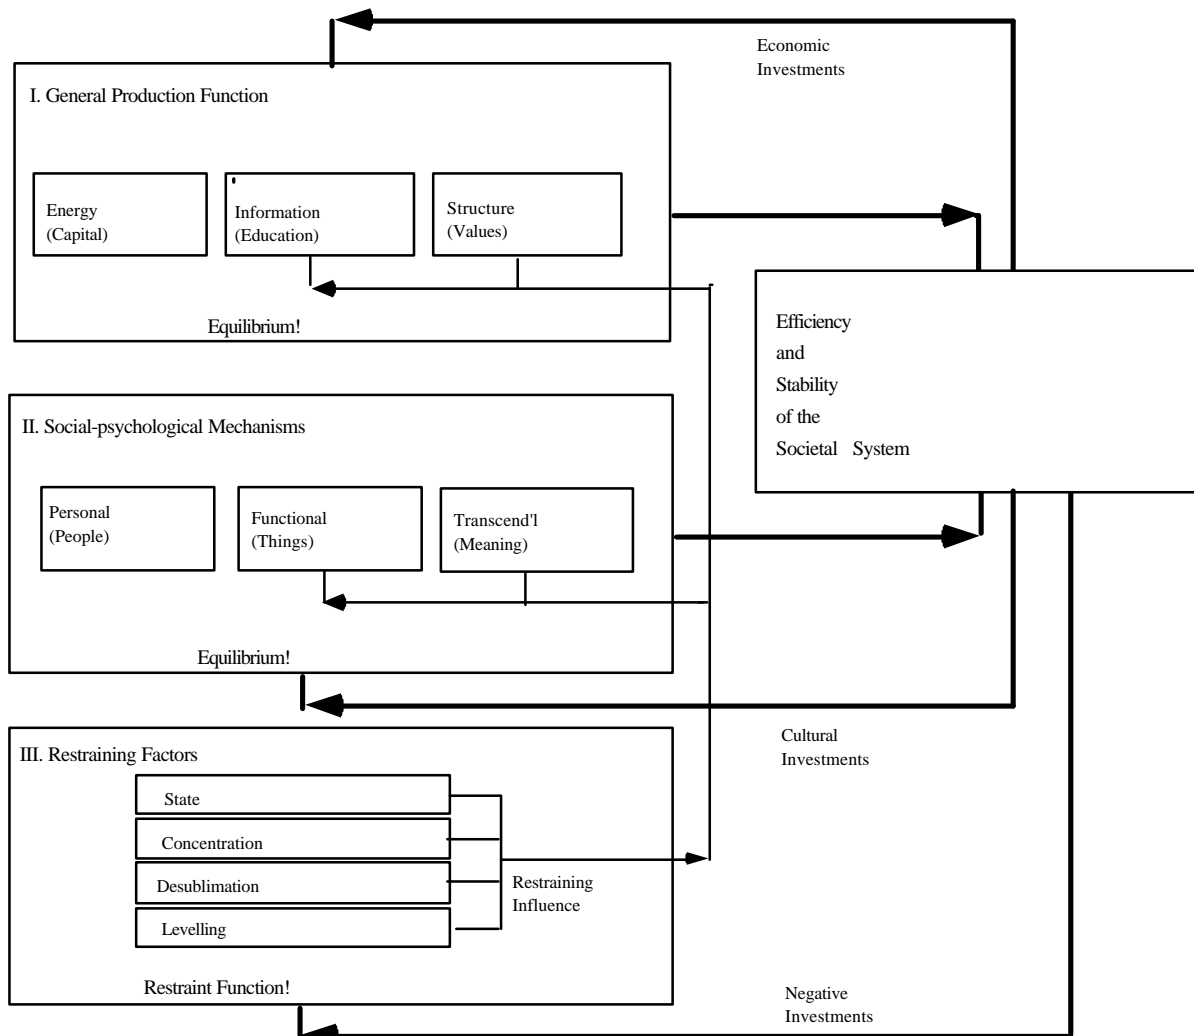 Economic
Investments
I. General Production Function
Energy
(Capital)
Information
(Education)
Structure
(Values)
Equilibrium!
Efficiency
and
Stability
of the
Societal System
II. Social-psychological Mechanisms
Personal
(People)
Functional
(Things)
Transcend'l
(Meaning)
Equilibrium!
Cultural
Investments
III. Restraining Factors
State
Concentration
Desublimation
Levelling
Restraining
Influence
Restraint Function!
Negative
Investments